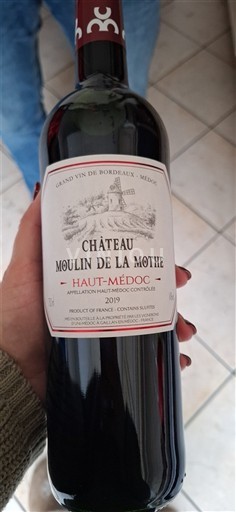 GRAND VIN DE BORDEAUX - MÉDOC
CHÂTEAU
MOULIN DE LA MOTHE
HAUT-MÉDOC
APPELLATION HAUT-MÉDOC CONTRÔLÉE
2019
PRODUCT OF FRANCE - CONTAINS SULFITES